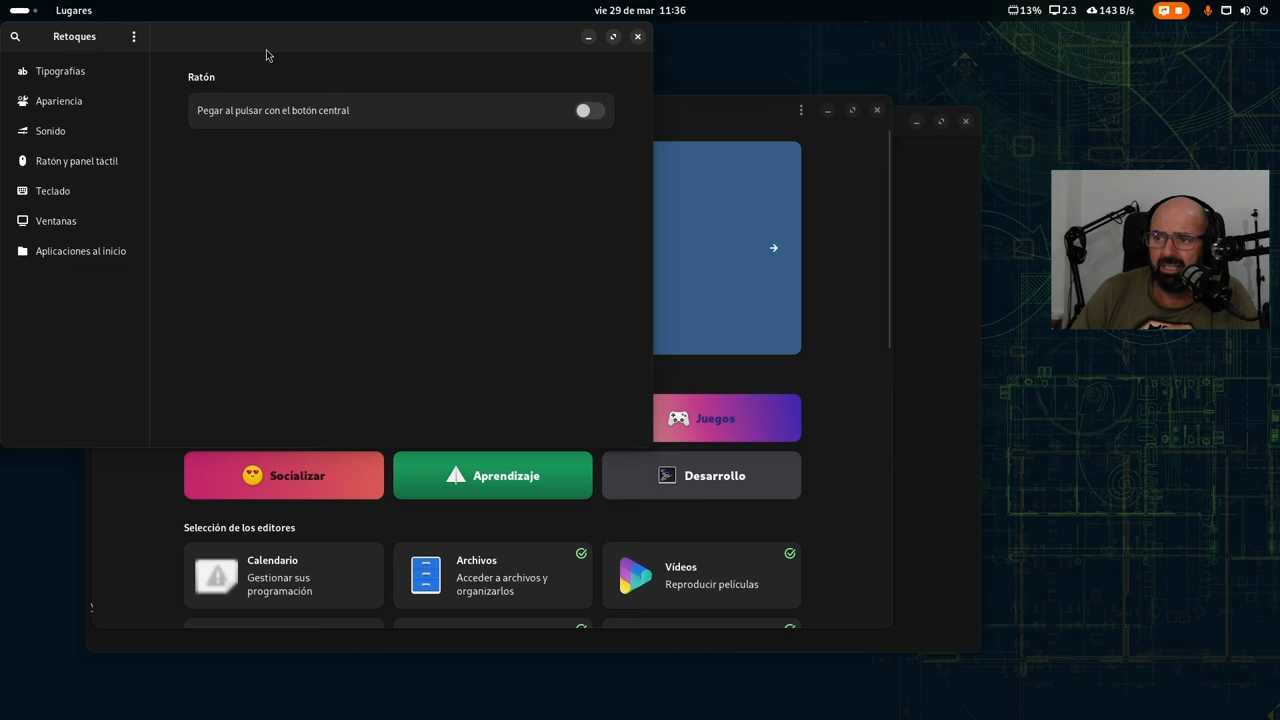 Lugares
vie 29 de mar 11:36
13%
2.3
143 B/s
Retoques
Tipografías
Apariencia
Sonido
Ratón y panel táctil
Teclado
Ventanas
Aplicaciones al inicio
Ratón
Pegar al pulsar con el botón central
Juegos
Socializar
Aprendizaje
Desarrollo
Selección de los editores
Calendario
Gestionar sus
programación
Archivos
Acceder a archivos y
organizarlos
Vídeos
Reproducir películas